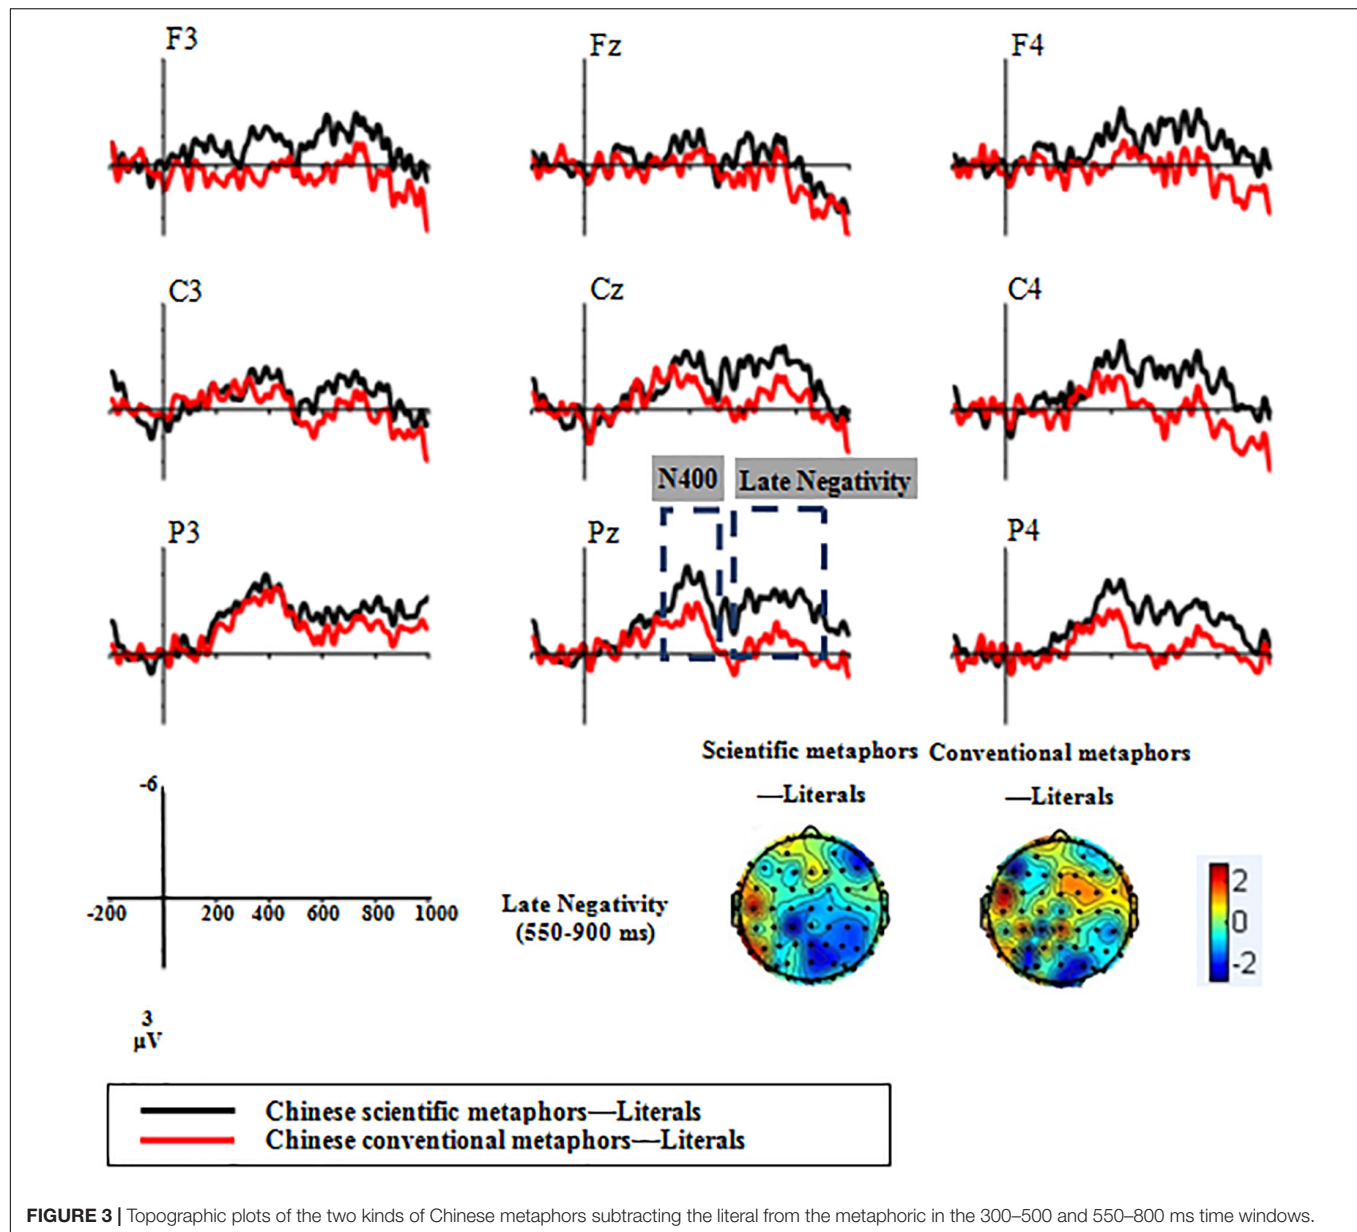 F3
Fz
F4
C3
Cz
C4
N400
Late Negativity
P3
Pz
P4
Scientific metaphors
—Literals
Conventional metaphors
—Literals
-6
-200
200
400
600
800
1000
3
µV
Late Negativity
(550-900 ms)
2
0
-2
Chinese scientific metaphors—Literals
Chinese conventional metaphors—Literals
FIGURE 3 | Topographic plots of the two kinds of Chinese metaphors subtracting the literal from the metaphoric in the 300–500 and 550–800 ms time windows.